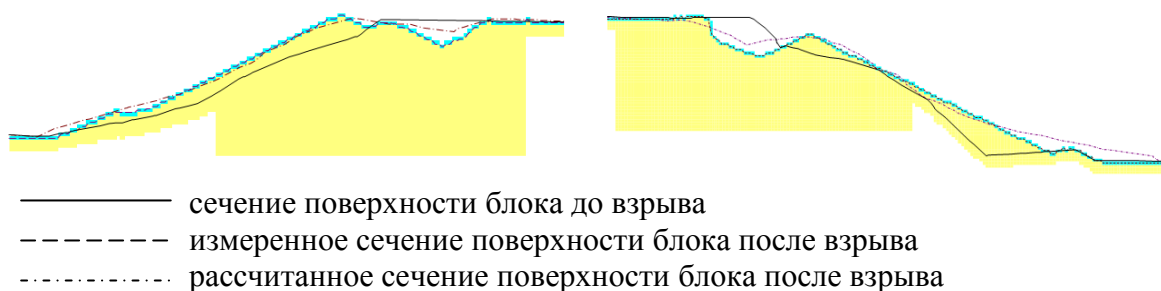 сечение поверхности блока до взрыва
измеренное сечение поверхности блока после взрыва
рассчитанное сечение поверхности блока после взрыва